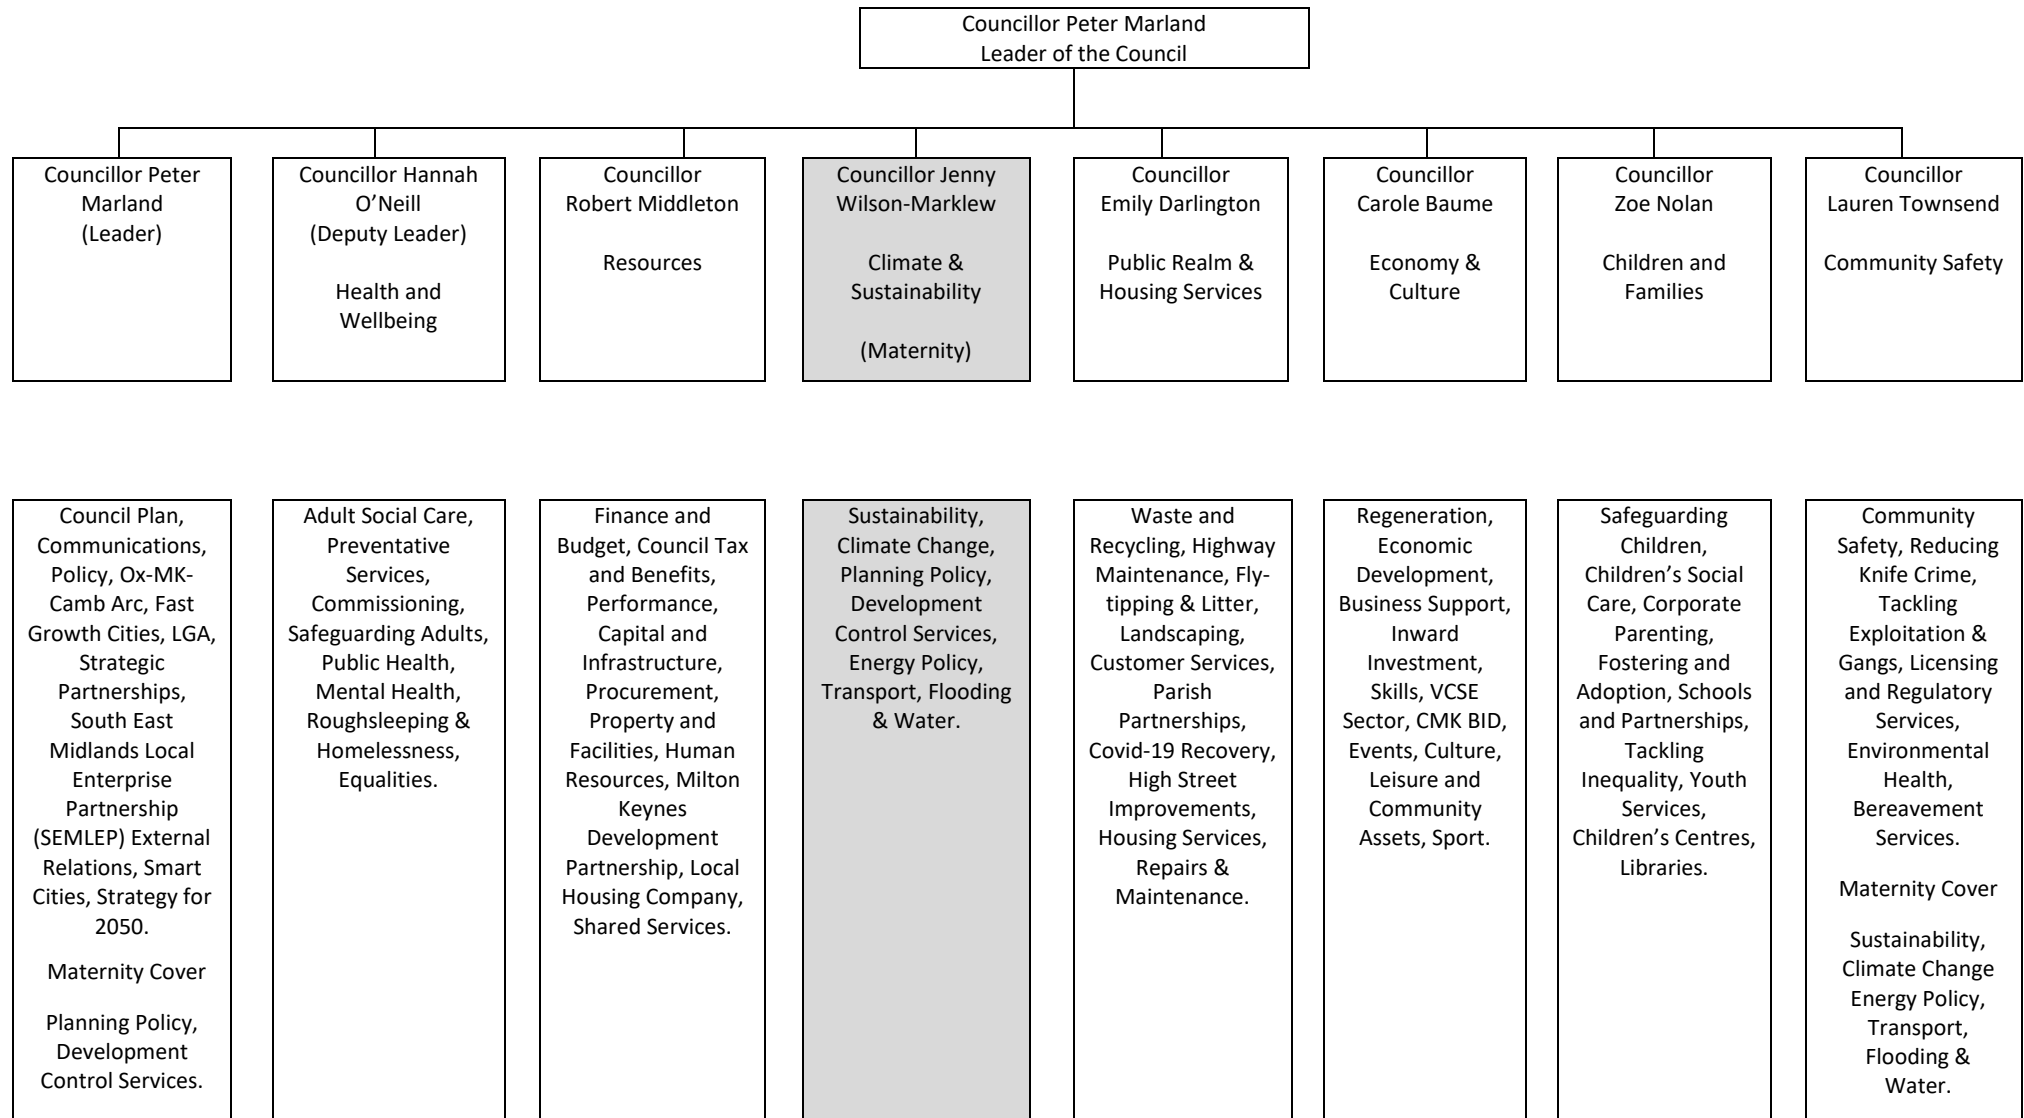 Councillor Peter Marland
Leader of the Council
Councillor Peter
Marland
(Leader)
Councillor Hannah
O’Neill
(Deputy Leader)
Health and
Wellbeing
Councillor
Robert Middleton
Resources
Councillor Jenny
Wilson-Marklew
Climate &
Sustainability
(Maternity)
Councillor
Emily Darlington
Public Realm &
Housing Services
Councillor
Carole Baume
Economy &
Culture
Councillor
Zoe Nolan
Children and
Families
Councillor
Lauren Townsend
Community Safety
Council Plan,
Communications,
Policy, Ox-MK-
Camb Arc, Fast
Growth Cities, LGA,
Strategic
Partnerships,
South East
Midlands Local
Enterprise
Partnership
(SEMLEP) External
Relations, Smart
Cities, Strategy for
2050.
Maternity Cover
Planning Policy,
Development
Control Services.
Adult Social Care,
Preventative
Services,
Commissioning,
Safeguarding Adults,
Public Health,
Mental Health,
Roughsleeping &
Homelessness,
Equalities.
Finance and
Budget, Council Tax
and Benefits,
Performance,
Capital and
Infrastructure,
Procurement,
Property and
Facilities, Human
Resources, Milton
Keynes
Development
Partnership, Local
Housing Company,
Shared Services.
Sustainability,
Climate Change,
Planning Policy,
Development
Control Services,
Energy Policy,
Transport, Flooding
& Water.
Waste and
Recycling, Highway
Maintenance, Fly-
tipping & Litter,
Landscaping,
Customer Services,
Parish
Partnerships,
Covid-19 Recovery,
High Street
Improvements,
Housing Services,
Repairs &
Maintenance.
Regeneration,
Economic
Development,
Business Support,
Inward
Investment,
Skills, VCSE
Sector, CMK BID,
Events, Culture,
Leisure and
Community
Assets, Sport.
Safeguarding
Children,
Children’s Social
Care, Corporate
Parenting,
Fostering and
Adoption, Schools
and Partnerships,
Tackling
Inequality, Youth
Services,
Children’s Centres,
Libraries.
Community
Safety, Reducing
Knife Crime,
Tackling
Exploitation &
Gangs, Licensing
and Regulatory
Services,
Environmental
Health,
Bereavement
Services.
Maternity Cover
Sustainability,
Climate Change
Energy Policy,
Transport,
Flooding &
Water.